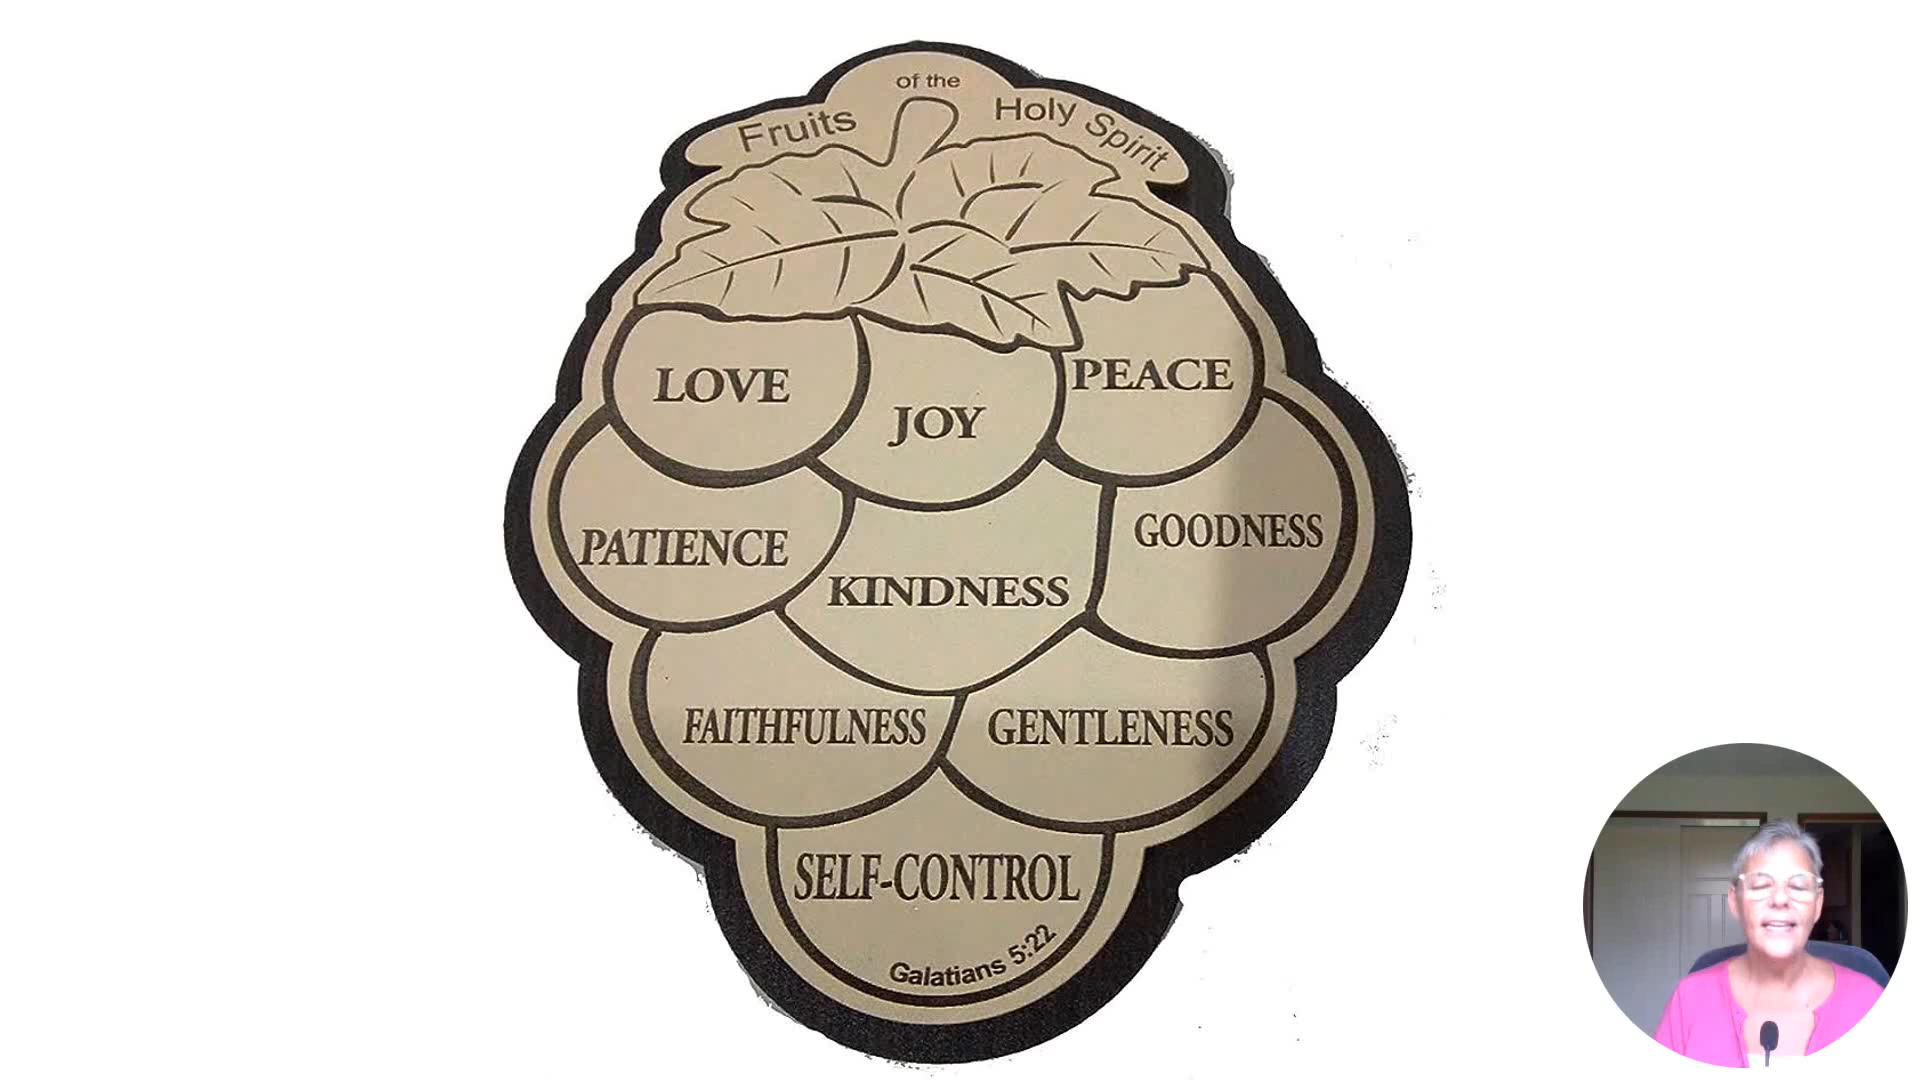 Fruits of the Holy Spirit
LOVE
JOY
PEACE
PATIENCE
KINDNESS
GOODNESS
FAITHFULNESS
GENTLENESS
SELF-CONTROL
Galatians 5:22